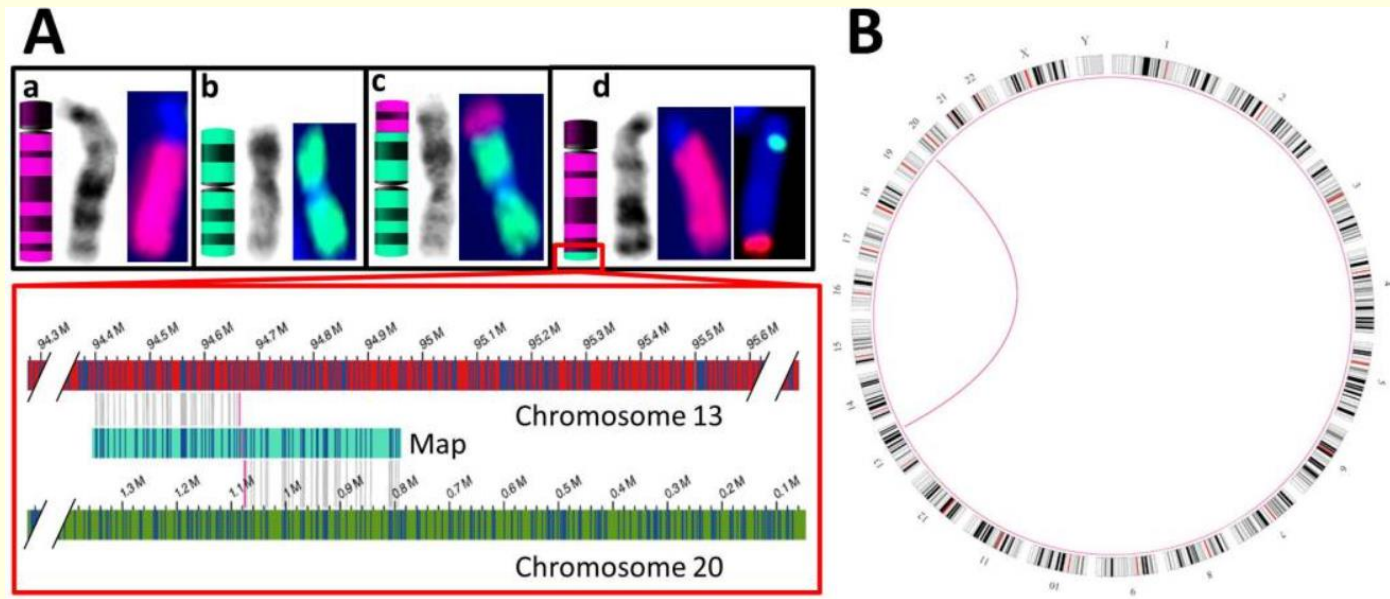 A
B
a
b
c
d
94.3 M
94.4 M
94.5 M
94.6 M
94.7 M
94.8 M
94.9 M
95 M
95.1 M
95.2 M
95.3 M
95.4 M
95.5 M
95.6 M
Chromosome 13
Map
1.3 M
1.2 M
1.1 M
1 M
0.9 M
0.8 M
0.7 M
0.6 M
0.5 M
0.4 M
0.3 M
0.2 M
0.1 M
Chromosome 20
1
2
3
4
5
6
7
8
9
10
11
12
13
14
15
16
17
18
19
20
21
22
X
Y